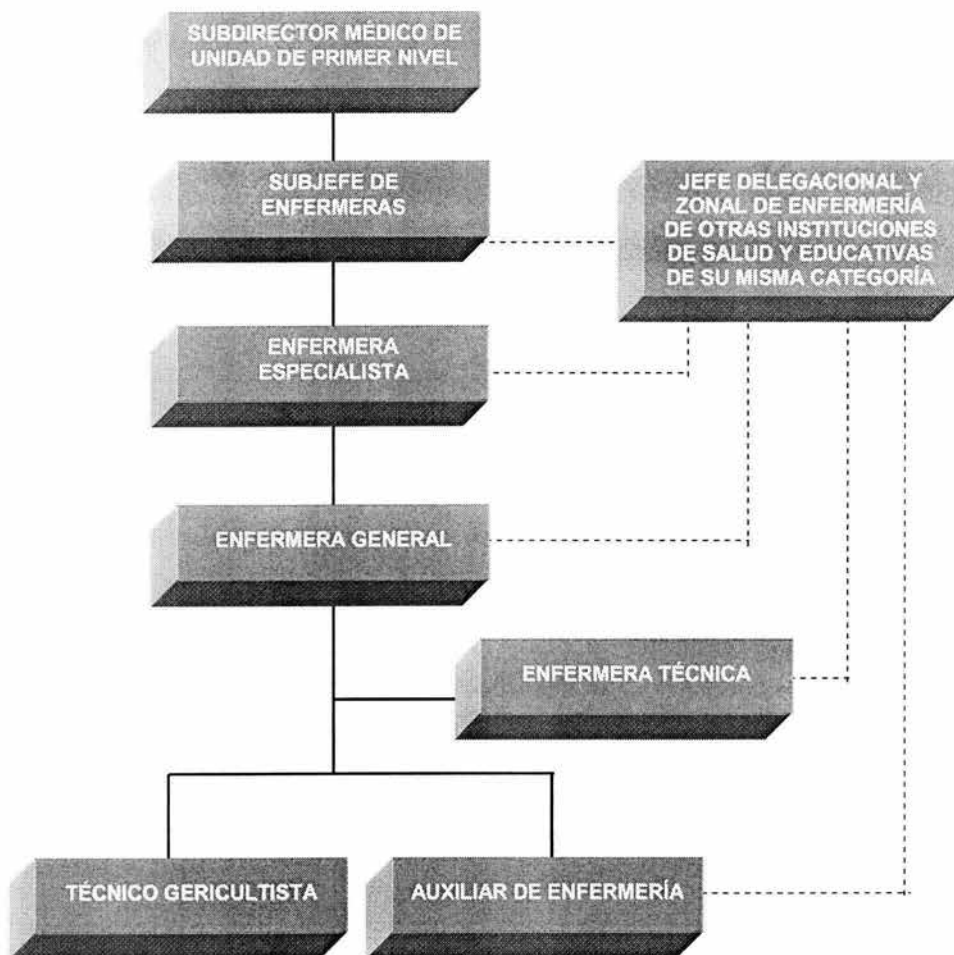 SUBDIRECTOR MÉDICO DE
UNIDAD DE PRIMER NIVEL
SUBJEFE DE
ENFERMERAS
JEFE DELEGACIONAL Y
ZONAL DE ENFERMERÍA
DE OTRAS INSTITUCIONES
DE SALUD Y EDUCATIVAS
DE SU MISMA CATEGORÍA
ENFERMERA
ESPECIALISTA
ENFERMERA GENERAL
ENFERMERA TÉCNICA
TÉCNICO GERICULTISTA
AUXILIAR DE ENFERMERÍA